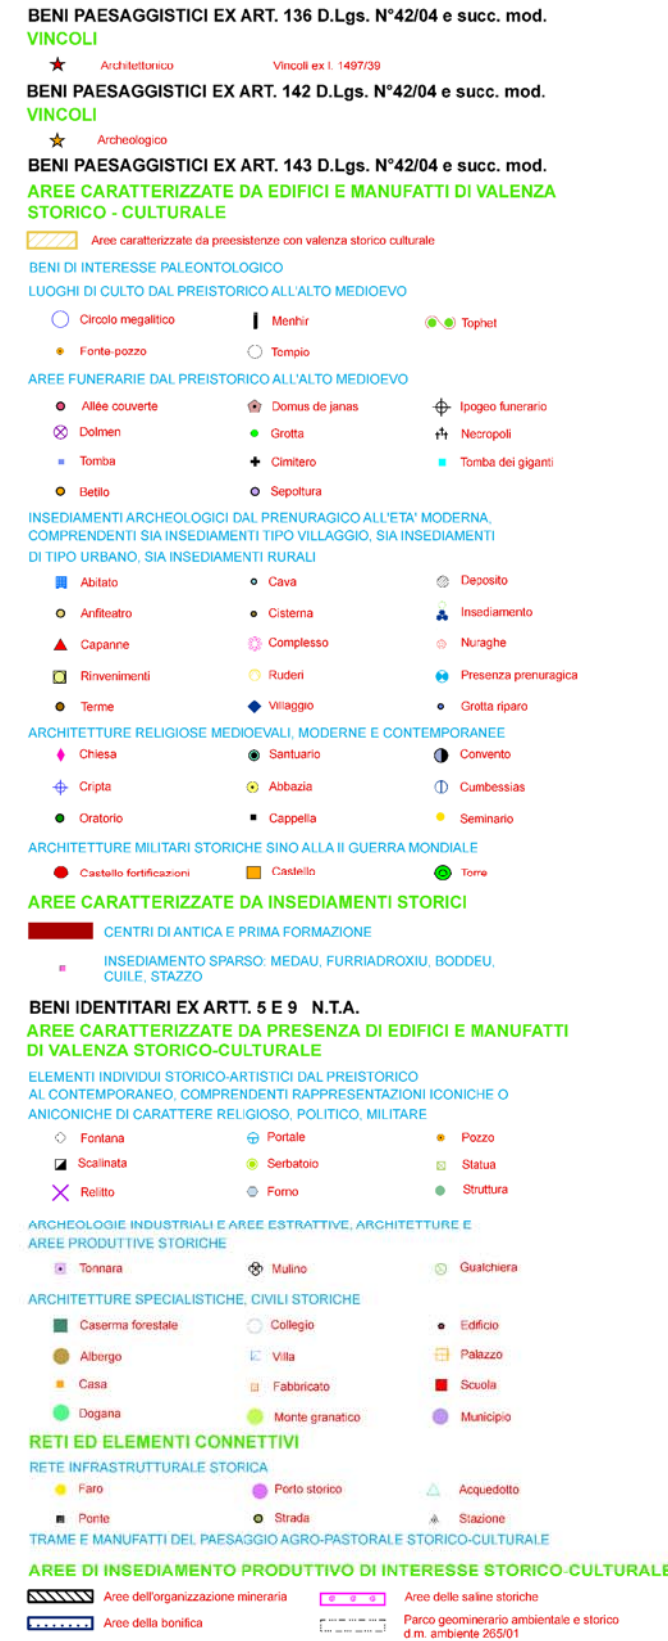 BENI PAESAGGISTICI EX ART. 136 D.Lgs. N°42/04 e succ. mod.
VINCOLI
Architettonico Vincoli ex l. 1497/39
BENI PAESAGGISTICI EX ART. 142 D.Lgs. N°42/04 e succ. mod.
VINCOLI
Archeologico
BENI PAESAGGISTICI EX ART. 143 D.Lgs. N°42/04 e succ. mod.
AREE CARATTERIZZATE DA EDIFICI E MANUFATTI DI VALENZA
STORICO - CULTURALE
Aree caratterizzate da preesistenze con valenza storico culturale
BENI DI INTERESSE PALEONTOLOGICO
LUOGHI DI CULTO DAL PREISTORICO ALL'ALTO MEDIOEVO
Circolo megalitico Menhir Tophet
Fonte-pozzo Tempio
AREE FUNERARIE DAL PREISTORICO ALL'ALTO MEDIOEVO
Allée couverte Domus de janas Ipogeo funerario
Dolmen Grotta Necropoli
Tomba Cimitero Tomba dei giganti
Betilo Sepoltura
INSEDIAMENTI ARCHEOLOGICI DAL PRENURAGICO ALL'ETA' MODERNA,
COMPRENDENTI SIA INSEDIAMENTI TIPO VILLAGGIO, SIA INSEDIAMENTI
DI TIPO URBANO, SIA INSEDIAMENTI RURALI
Abitato Cava Deposito
Anfiteatro Cisterna Insediamento
Capanne Complesso Nuraghe
Rinvenimenti Ruderi Presenza prenuragica
Terme Villaggio Grotta riparo
ARCHITETTURE RELIGIOSE MEDIOEVALI, MODERNE E CONTEMPORANEE
Chiesa Santuario Convento
Cripta Abbazia Cumbessias
Oratorio Cappella Seminario
ARCHITETTURE MILITARI STORICHE SINO ALLA II GUERRA MONDIALE
Castello fortificazioni Castello Torre
AREE CARATTERIZZATE DA INSEDIAMENTI STORICI
CENTRI DI ANTICA E PRIMA FORMAZIONE
INSEDIAMENTO SPARSO: MEDAU, FURRIADROXIU, BODDEU,
CUILE, STAZZO
BENI IDENTITARI EX ARTT. 5 E 9 N.T.A.
AREE CARATTERIZZATE DA PRESENZA DI EDIFICI E MANUFATTI
DI VALENZA STORICO-CULTURALE
ELEMENTI INDIVIDUI STORICO-ARTISTICI DAL PREISTORICO
AL CONTEMPORANEO, COMPRENDENTI RAPPRESENTAZIONI ICONICHE O
ANICONICHE DI CARATTERE RELIGIOSO, POLITICO, MILITARE
Fontana Portale Pozzo
Scalinata Serbatoio Statua
Relitto Forno Struttura
ARCHEOLOGIE INDUSTRIALI E AREE ESTRATTIVE, ARCHITETTURE E
AREE PRODUTTIVE STORICHE
Tonnara Mulino Gualchiera
ARCHITETTURE SPECIALISTICHE, CIVILI STORICHE
Caserma forestale Collegio Edificio
Albergo Villa Palazzo
Casa Fabbricato Scuola
Dogana Monte granatico Municipio
RETI ED ELEMENTI CONNETTIVI
RETE INFRASTRUTTURALE STORICA
Faro Porto storico Acquedotto
Ponte Strada Stazione
TRAME E MANUFATTI DEL PAESAGGIO AGRO-PASTORALE STORICO-CULTURALE
AREE DI INSEDIAMENTO PRODUTTIVO DI INTERESSE STORICO-CULTURALE
Aree dell'organizzazione mineraria Aree delle saline storiche
Aree della bonifica Parco geominerario ambientale e storico
d.m. ambiente 265/01